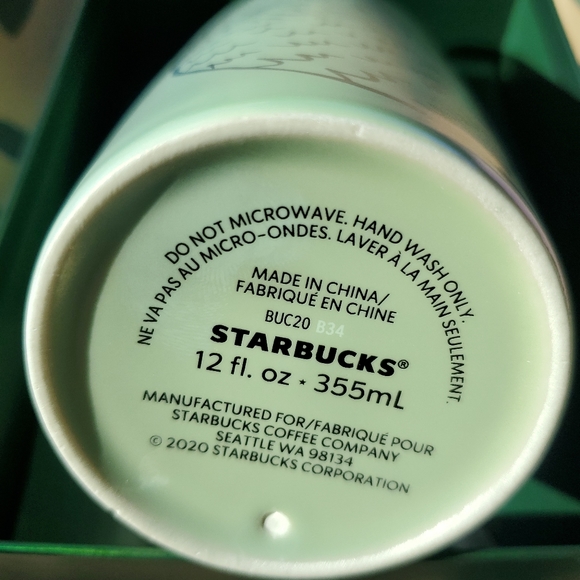 DO NOT MICROWAVE. HAND WASH ONLY.
NE VA PAS AU MICRO-ONDES. LAVER À LA MAIN SEULEMENT.
MADE IN CHINA/
FABRIQUÉ EN CHINE
BUC20 B34
STARBUCKS®
12 fl. oz ⋆ 355mL
MANUFACTURED FOR/FABRIQUÉ POUR
STARBUCKS COFFEE COMPANY
SEATTLE WA 98134
© 2020 STARBUCKS CORPORATION